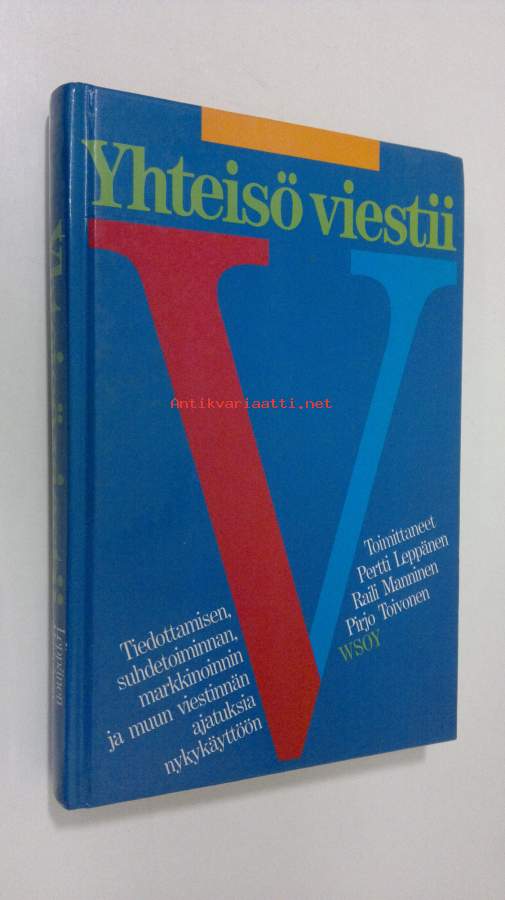 Yhteisö viestii
V
Antikvariaatti.net
Toimittaneet
Pertti Leppänen
Raili Manninen
Pirjo Toivonen
WSOY
Tiedottamisen,
suhdetoiminnan,
markkinoinnin
ja muun viestinnän
ajatuksia
nykykäyttöön